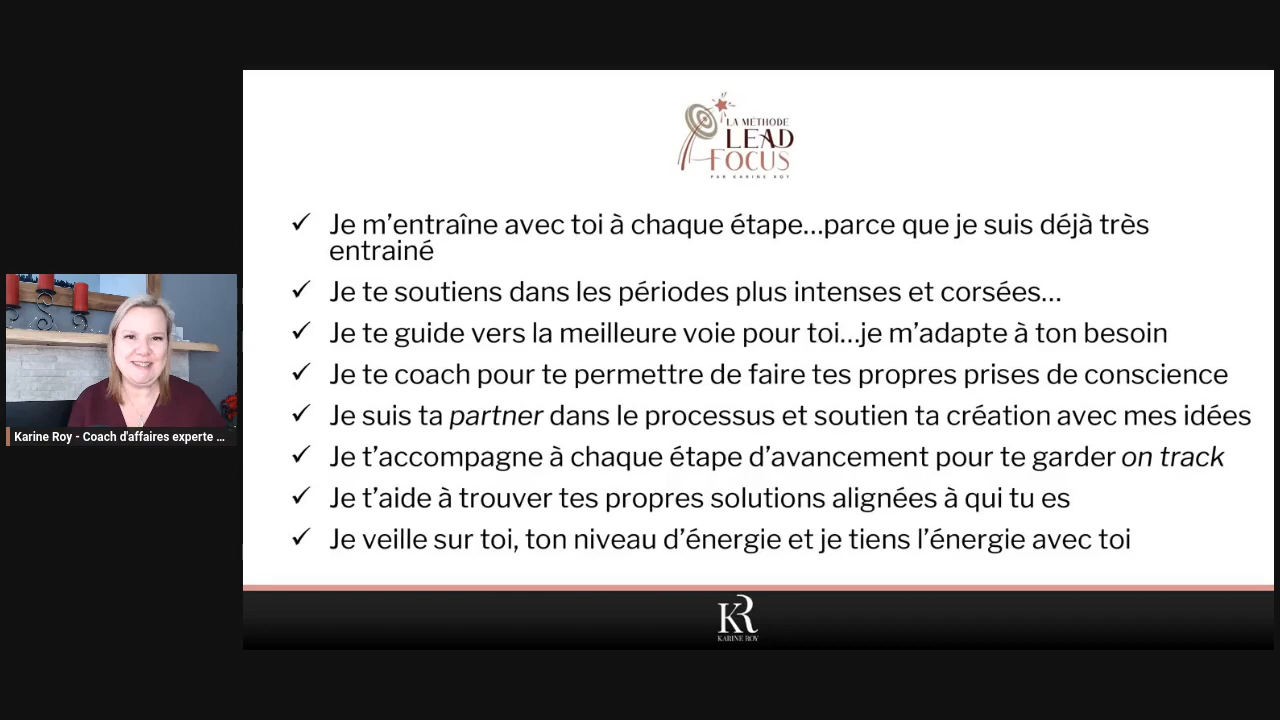 LA MÉTHODE
LEAD
FOCUS
PAR KARINE ROY
✓ Je m’entraîne avec toi à chaque étape...parce que je suis déjà très
entrainé
✓ Je te soutiens dans les périodes plus intenses et corsées...
✓ Je te guide vers la meilleure voie pour toi...je m’adapte à ton besoin
✓ Je te coach pour te permettre de faire tes propres prises de conscience
✓ Je suis ta partner dans le processus et soutien ta création avec mes idées
✓ Je t’accompagne à chaque étape d’avancement pour te garder on track
✓ Je t’aide à trouver tes propres solutions alignées à qui tu es
✓ Je veille sur toi, ton niveau d’énergie et je tiens l’énergie avec toi
Karine Roy - Coach d'affaires experte ...
KR
KARINE ROY